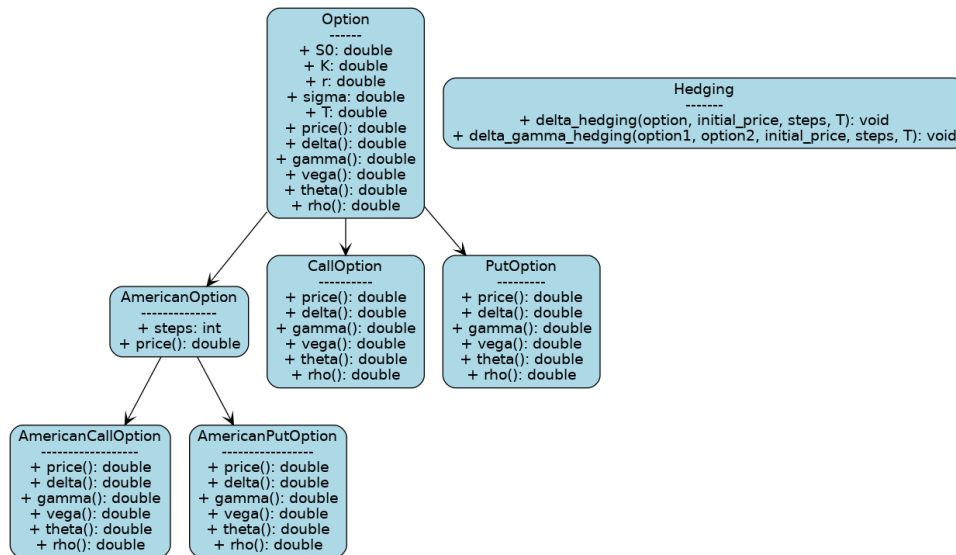 Option
------
+ S0: double
+ K: double
+ r: double
+ sigma: double
+ T: double
+ price(): double
+ delta(): double
+ gamma(): double
+ vega(): double
+ theta(): double
+ rho(): double
Hedging
-------
+ delta_hedging(option, initial_price, steps, T): void
+ delta_gamma_hedging(option1, option2, initial_price, steps, T): void
AmericanOption
--------------
+ steps: int
+ price(): double
CallOption
----------
+ price(): double
+ delta(): double
+ gamma(): double
+ vega(): double
+ theta(): double
+ rho(): double
PutOption
---------
+ price(): double
+ delta(): double
+ gamma(): double
+ vega(): double
+ theta(): double
+ rho(): double
AmericanCallOption
------------------
+ price(): double
+ delta(): double
+ gamma(): double
+ vega(): double
+ theta(): double
+ rho(): double
AmericanPutOption
-----------------
+ price(): double
+ delta(): double
+ gamma(): double
+ vega(): double
+ theta(): double
+ rho(): double